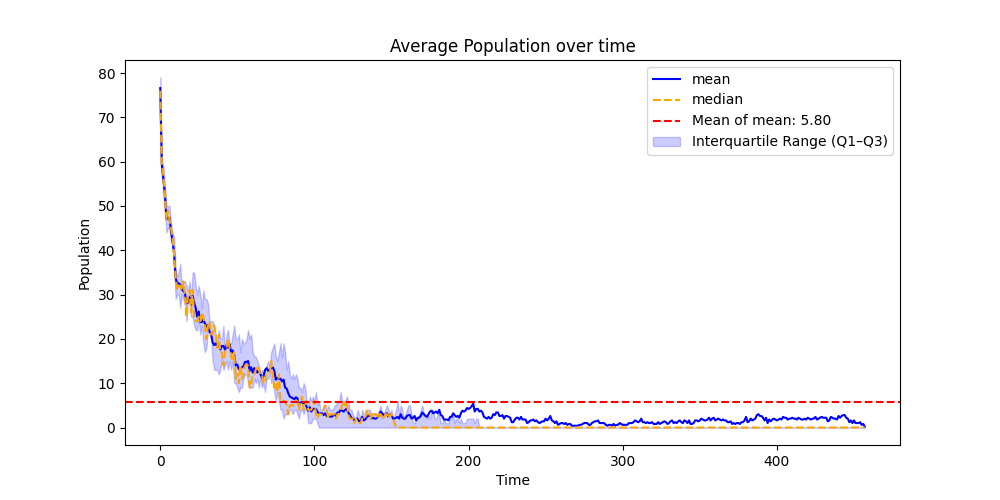 Average Population over time
mean
median
Mean of mean: 5.80
Interquartile Range (Q1–Q3)
Population
80
70
60
50
40
30
20
10
0
0 100 200 300 400
Time